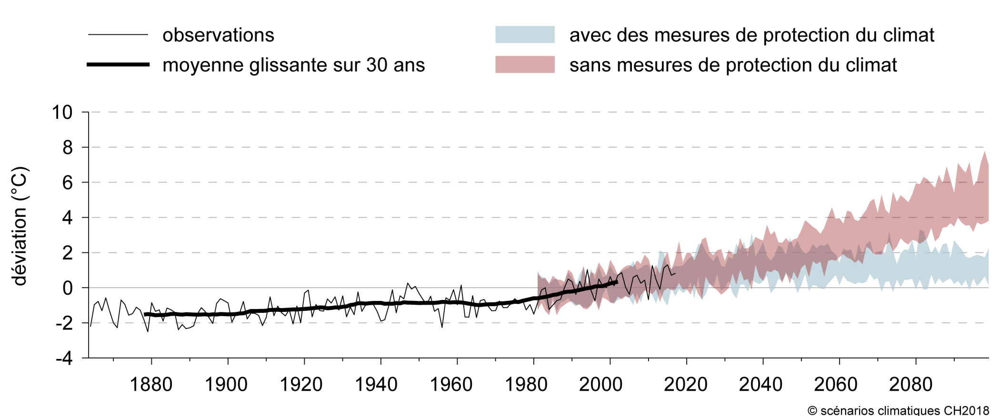 observations
moyenne glissante sur 30 ans
avec des mesures de protection du climat
sans mesures de protection du climat
déviation (°C)
10
8
6
4
2
0
-2
-4
1880 1900 1920 1940 1960 1980 2000 2020 2040 2060 2080
© scénarios climatiques CH2018